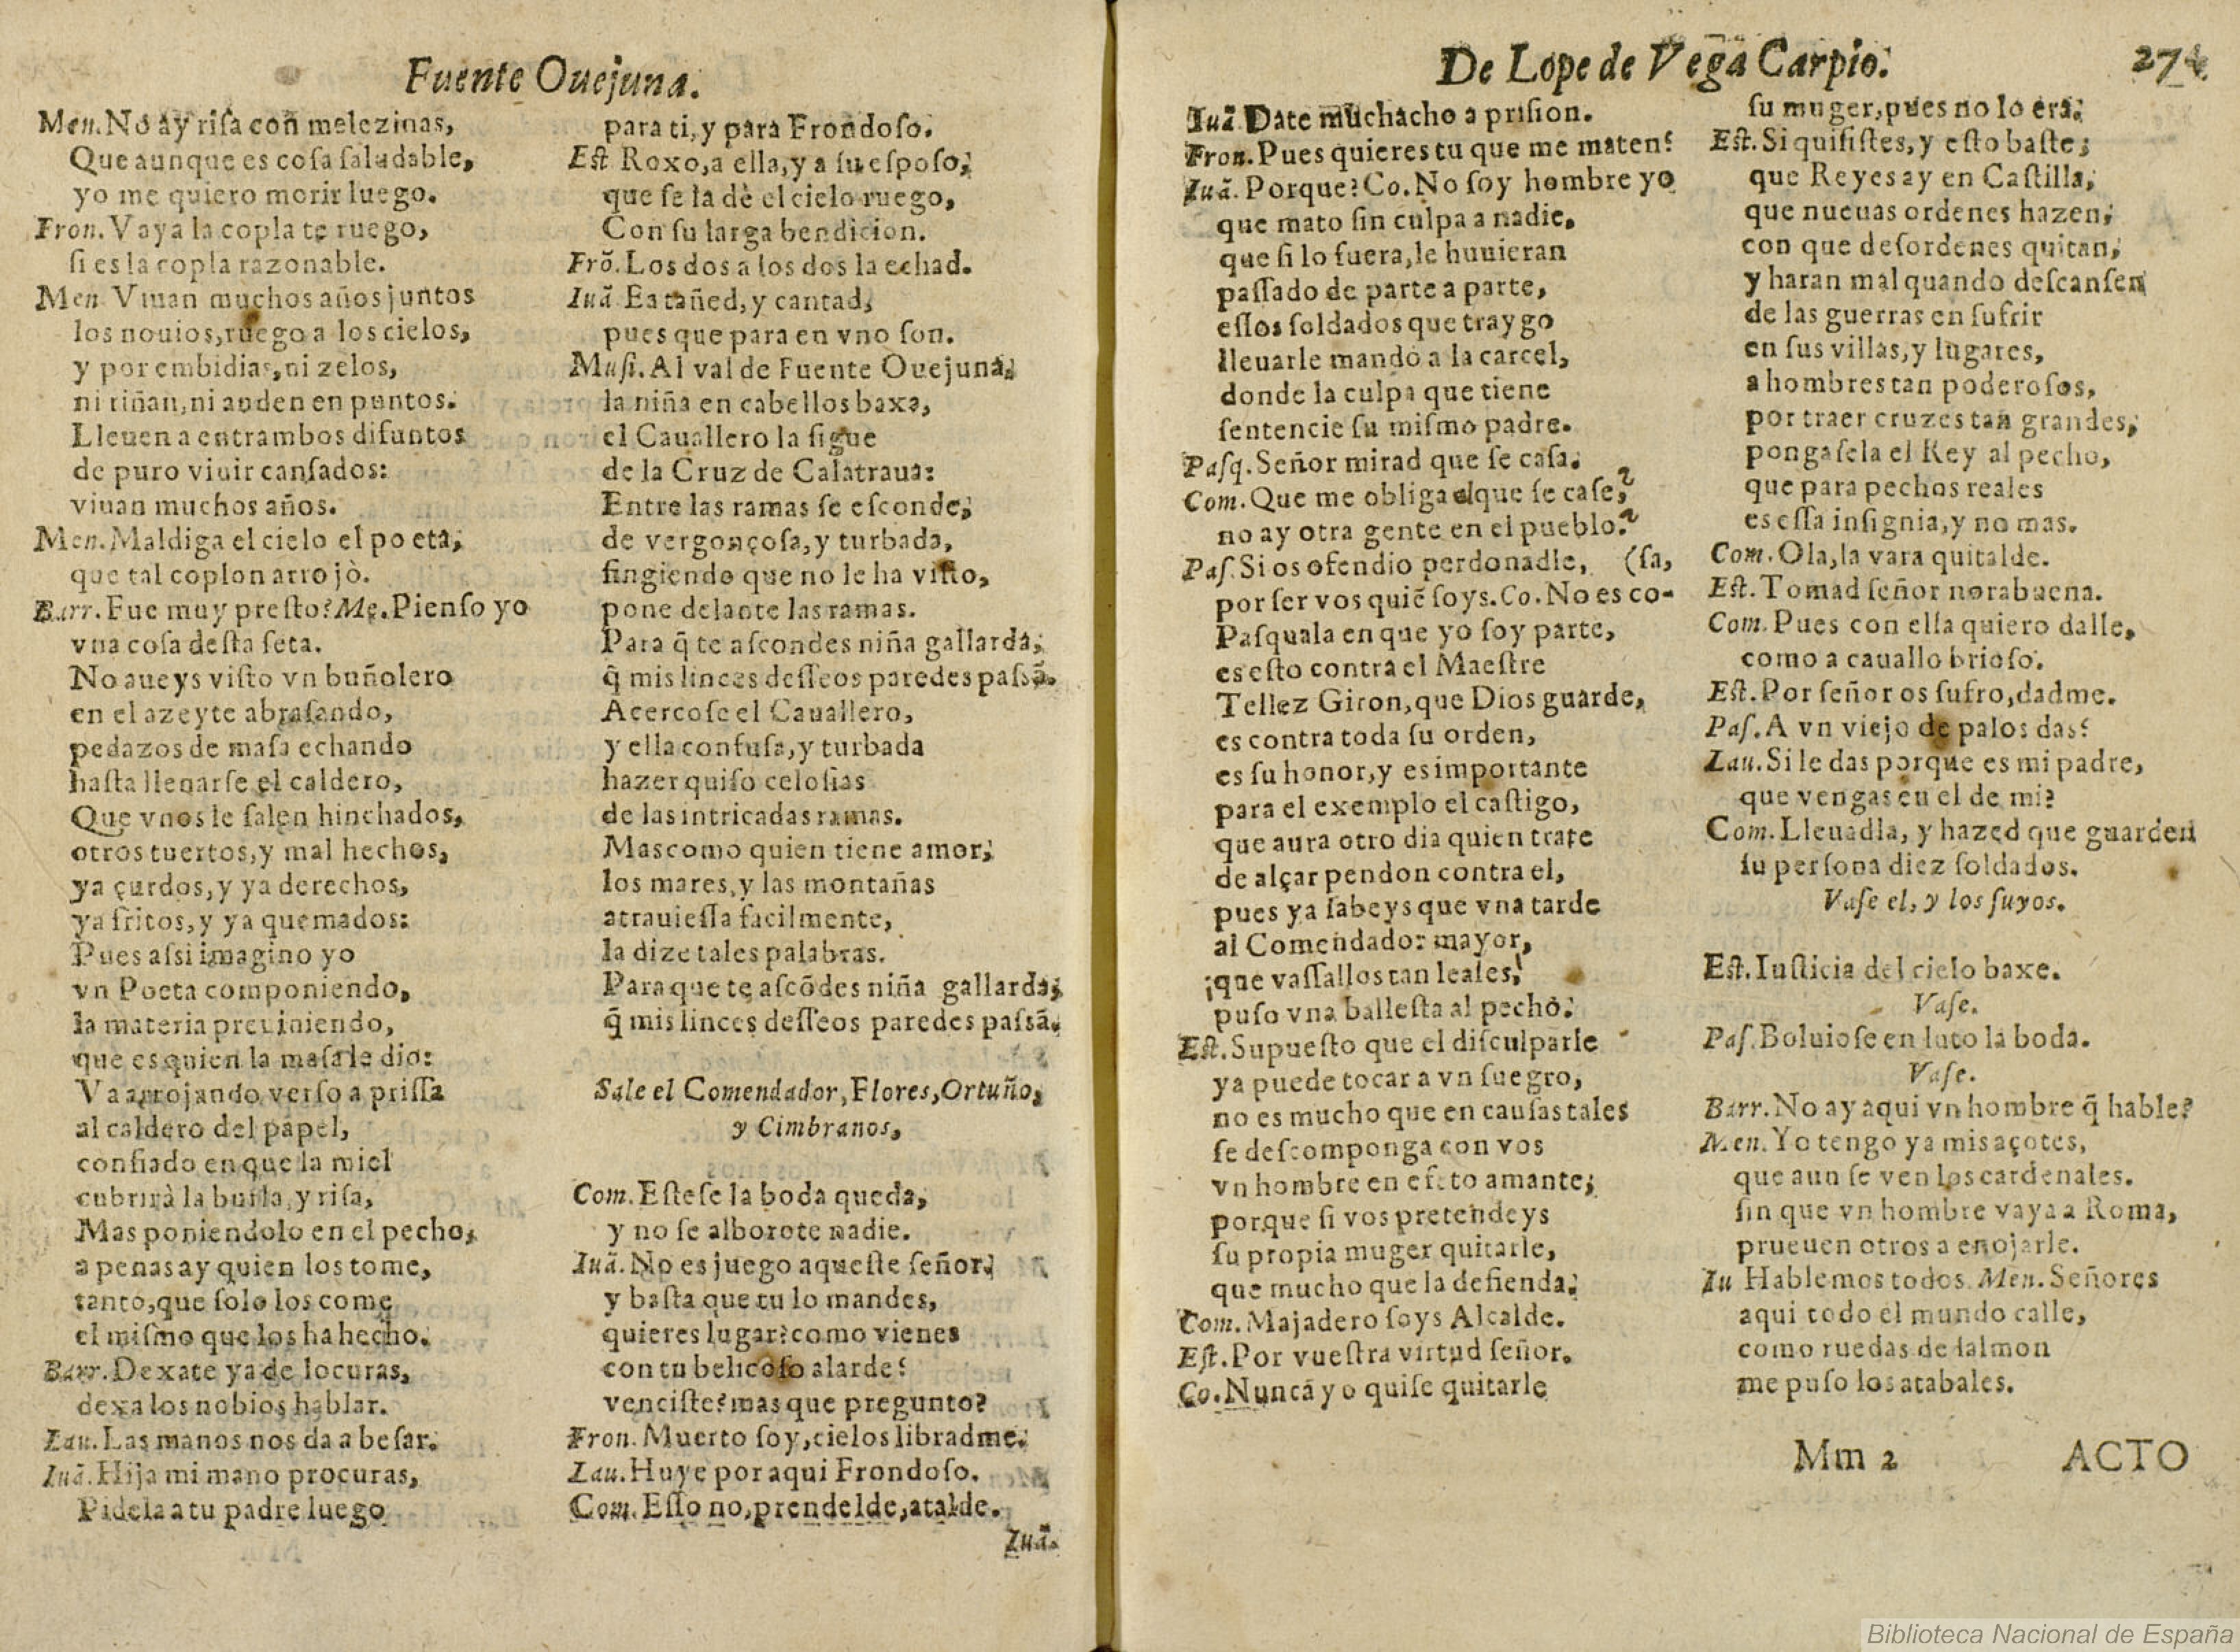 Fuente Ouejuna.
Men. No ay risa con melezinas,
Que aunque es cosa saludable,
yo me quiero morir luego.
Fron. Vaya la copla te ruego,
si es la copla razonable.
Men Viuan muchos años juntos
los nouios, ruego a los cielos,
y por embidias, ni zelos,
ni riñan, ni anden en puntos.
Lleuen a entrambos difuntos
de puro viuir cansados:
viuan muchos años.
Men. Maldiga el cielo el poeta,
que tal coplon arrojò.
Barr. Fue muy presto? Me. Pienso yo
vna cosa desta seta.
No aueys visto vn buñolero
en el azeyte abrasando,
pedazos de masa echando
hasta llenarse el caldero,
Que vnos le salen hinchados,
otros tuertos, y mal hechos,
ya çurdos, y ya derechos,
ya fritos, y ya quemados:
Pues assi imagino yo
vn Poeta componiendo,
la materia preuiniendo,
que es quien la masa le dio:
Va arrojando verso a prissa
al caldero del papel,
confiado en que la miel
cubrirà la burla, y risa,
Mas poniendolo en el pecho,
a penas ay quien los tome,
tanto, que solo los come
el mismo que los ha hecho.
Barr. Dexate ya de locuras,
dexa los nobios hablar.
Lau. Las manos nos da a besar.
Iuā. Hija mi mano procuras,
Pidela a tu padre luego
para ti, y para Frondoso.
Est Roxo, a ella, y a su esposo,
que se la dè el cielo ruego,
Con su larga bendicion.
Frō. Los dos a los dos la echad.
Iuā Ea tañed, y cantad,
pues que para en vno son.
Musi. Al val de Fuente Ouejuna,
la niña en cabellos baxa,
el Cauallero la sigue
de la Cruz de Calatraua:
Entre las ramas se esconde,
de vergonçosa, y turbada,
fingiendo que no le ha visto,
pone delante las ramas.
Para q̄ te ascondes niña gallarda,
q̄ mis linces desseos paredes passā.
Acercose el Cauallero,
y ella confusa, y turbada
hazer quiso celosias
de las intricadas ramas.
Mas como quien tiene amor,
los mares, y las montañas
atrauiessa facilmente,
la dize tales palabras.
Para que te ascōdes niña gallarda,
q̄ mis linces desseos paredes passā.
Sale el Comendador, Flores, Ortuño,
y Cimbranos,
Com. Estese la boda queda,
y no se alborote nadie.
Iuā. No es juego aqueste señor,
y basta que tu lo mandes,
quieres lugar? como vienes
con tu belicoso alarde?
venciste? mas que pregunto?
Fron. Muerto soy, cielos libradme.
Lau. Huye por aqui Frondoso.
Com. Esso no, prendelde, atalde.
Iuā.
De Lope de Vega Carpio. 274
Iuā. Date muchacho a prision.
Fron. Pues quieres tu que me maten?
Iuā. Porque? Co. No soy hombre yo
que mato sin culpa a nadie,
que si lo fuera, le huuieran
passado de parte a parte,
essos soldados que traygo
lleuarle mando a la carcel,
donde la culpa que tiene
sentencie su mismo padre.
Pasq. Señor mirad que se casa.
Com. Que me obliga el que se case?
no ay otra gente en el pueblo?
Pas. Si os ofendio perdonadle, (sa,
por ser vos quiē soys. Co. No es co-
Pasquala en que yo soy parte,
es esto contra el Maestre
Tellez Giron, que Dios guarde,
es contra toda su orden,
es su honor, y es importante
para el exemplo el castigo,
que aura otro dia quien trate
de alçar pendon contra el,
pues ya sabeys que vna tarde
al Comendador mayor,
¡que vassallos tan leales!
puso vna ballesta al pecho.
Est. Supuesto que el disculparle
ya puede tocar a vn suegro,
no es mucho que en causas tales
se descomponga con vos
vn hombre en efeto amante;
porque si vos pretendeys
su propia muger quitarle,
que mucho que la defienda?
Com. Majadero soys Alcalde.
Est. Por vuestra virtud señor.
Co. Nunca yo quise quitarle
su muger, pues no lo era.
Est. Si quisistes, y esto baste;
que Reyes ay en Castilla,
que nueuas ordenes hazen,
con que desordenes quitan,
y haran mal quando descansen
de las guerras en sufrir
en sus villas, y lugares,
a hombres tan poderosos,
por traer cruzes tan grandes,
pongasela el Rey al pecho,
que para pechos reales
es essa insignia, y no mas.
Com. Ola, la vara quitalde.
Est. Tomad señor norabuena.
Com. Pues con ella quiero dalle,
como a cauallo brioso.
Est. Por señor os sufro, dadme.
Pas. A vn viejo de palos das?
Lau. Si le das porque es mi padre,
que vengas en el de mi?
Com. Lleuadla, y hazed que guarden
su persona diez soldados.
Vase el, y los suyos.
Est. Iusticia del cielo baxe.
Vase.
Pas. Boluiose en luto la boda.
Vase.
Barr. No ay aqui vn hombre q̄ hable?
Men. Yo tengo ya mis açotes,
que aun se ven los cardenales.
sin que vn hombre vaya a Roma,
prueuen otros a enojarle.
Iu Hablemos todos. Men. Señores
aqui todo el mundo calle,
como ruedas de salmon
me puso los atabales.
Mm 2 ACTO
Biblioteca Nacional de España